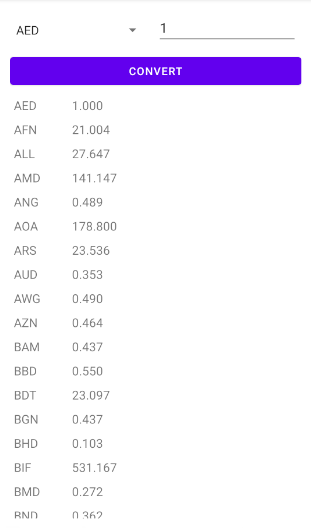 AED 1
CONVERT
AED 1.000
AFN 21.004
ALL 27.647
AMD 141.147
ANG 0.489
AOA 178.800
ARS 23.536
AUD 0.353
AWG 0.490
AZN 0.464
BAM 0.437
BBD 0.550
BDT 23.097
BGN 0.437
BHD 0.103
BIF 531.167
BMD 0.272
BND 0.362